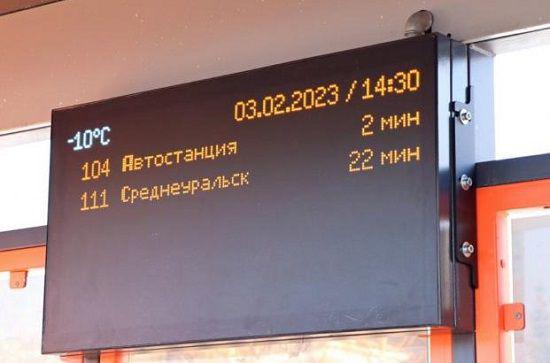 03.02.2023 / 14:30
-10°C
104 Автостанция 2 мин
111 Среднеуральск 22 мин